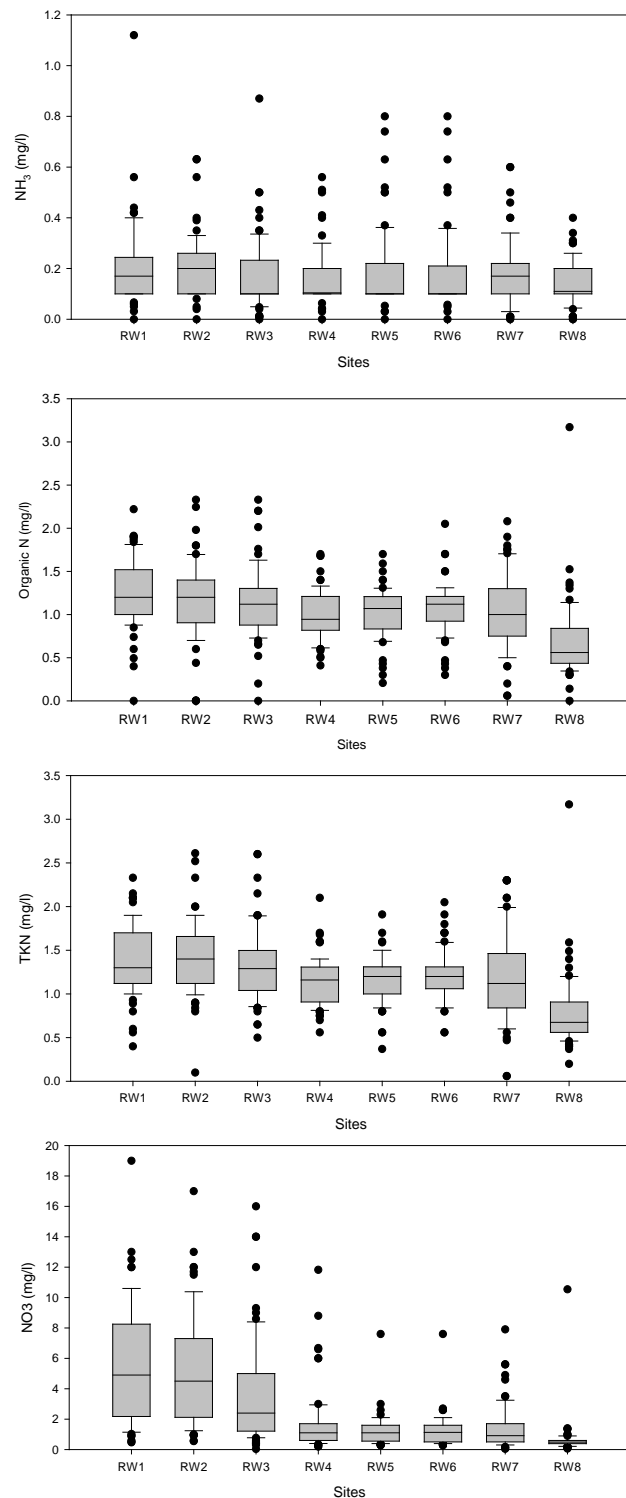 1.2
1.0
0.8
0.6
0.4
0.2
0.0
NH₃ (mg/l)
RW1 RW2 RW3 RW4 RW5 RW6 RW7 RW8
Sites
3.5
3.0
2.5
2.0
1.5
1.0
0.5
0.0
Organic N (mg/l)
RW1 RW2 RW3 RW4 RW5 RW6 RW7 RW8
Sites
3.5
3.0
2.5
2.0
1.5
1.0
0.5
0.0
TKN (mg/l)
RW1 RW2 RW3 RW4 RW5 RW6 RW7 RW8
Sites
20
18
16
14
12
10
8
6
4
2
0
NO3 (mg/l)
RW1 RW2 RW3 RW4 RW5 RW6 RW7 RW8
Sites